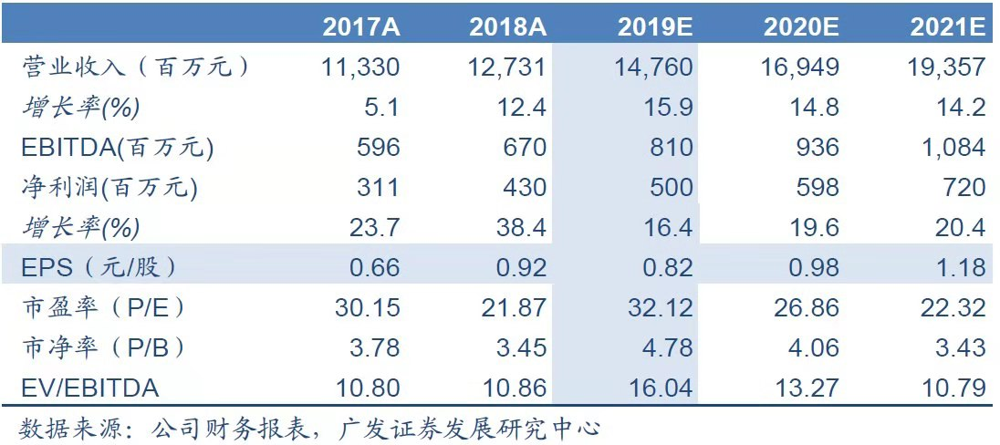 2017A 2018A 2019E 2020E 2021E
营业收入（百万元） 11,330 12,731 14,760 16,949 19,357
增长率(%) 5.1 12.4 15.9 14.8 14.2
EBITDA(百万元) 596 670 810 936 1,084
净利润(百万元) 311 430 500 598 720
增长率(%) 23.7 38.4 16.4 19.6 20.4
EPS（元/股） 0.66 0.92 0.82 0.98 1.18
市盈率（P/E） 30.15 21.87 32.12 26.86 22.32
市净率（P/B） 3.78 3.45 4.78 4.06 3.43
EV/EBITDA 10.80 10.86 16.04 13.27 10.79
数据来源：公司财务报表，广发证券发展研究中心